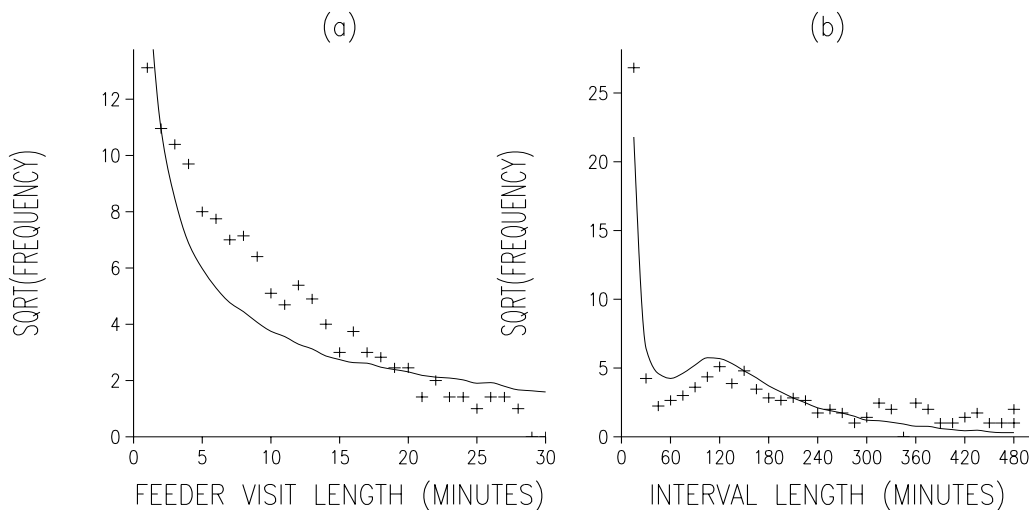 (a)
SQRT(FREQUENCY)
12
10
8
6
4
2
0
0 5 10 15 20 25 30
FEEDER VISIT LENGTH (MINUTES)
(b)
SQRT(FREQUENCY)
25
20
15
10
5
0
0 60 120 180 240 300 360 420 480
INTERVAL LENGTH (MINUTES)